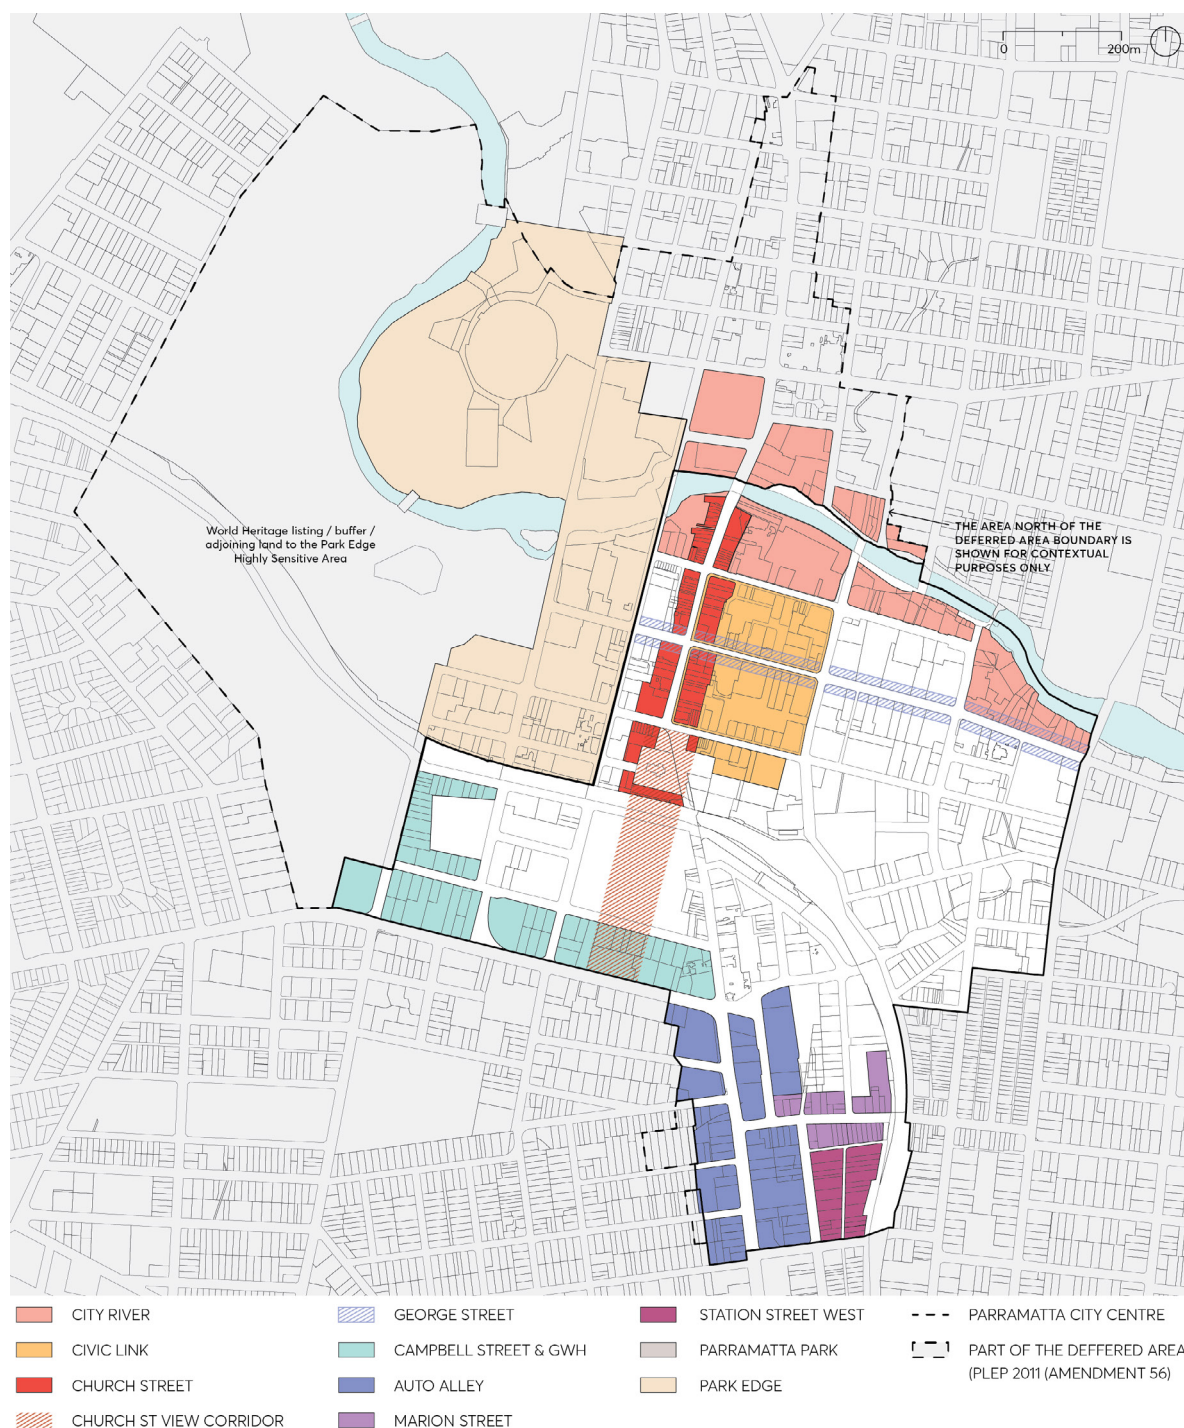 0 200m
World Heritage listing / buffer /
adjoining land to the Park Edge
Highly Sensitive Area
THE AREA NORTH OF THE
DEFERRED AREA BOUNDARY IS
SHOWN FOR CONTEXTUAL
PURPOSES ONLY
CITY RIVER
CIVIC LINK
CHURCH STREET
CHURCH ST VIEW CORRIDOR
GEORGE STREET
CAMPBELL STREET & GWH
AUTO ALLEY
MARION STREET
STATION STREET WEST
PARRAMATTA PARK
PARK EDGE
PARRAMATTA CITY CENTRE
PART OF THE DEFFERED AREA
(PLEP 2011 (AMENDMENT 56)